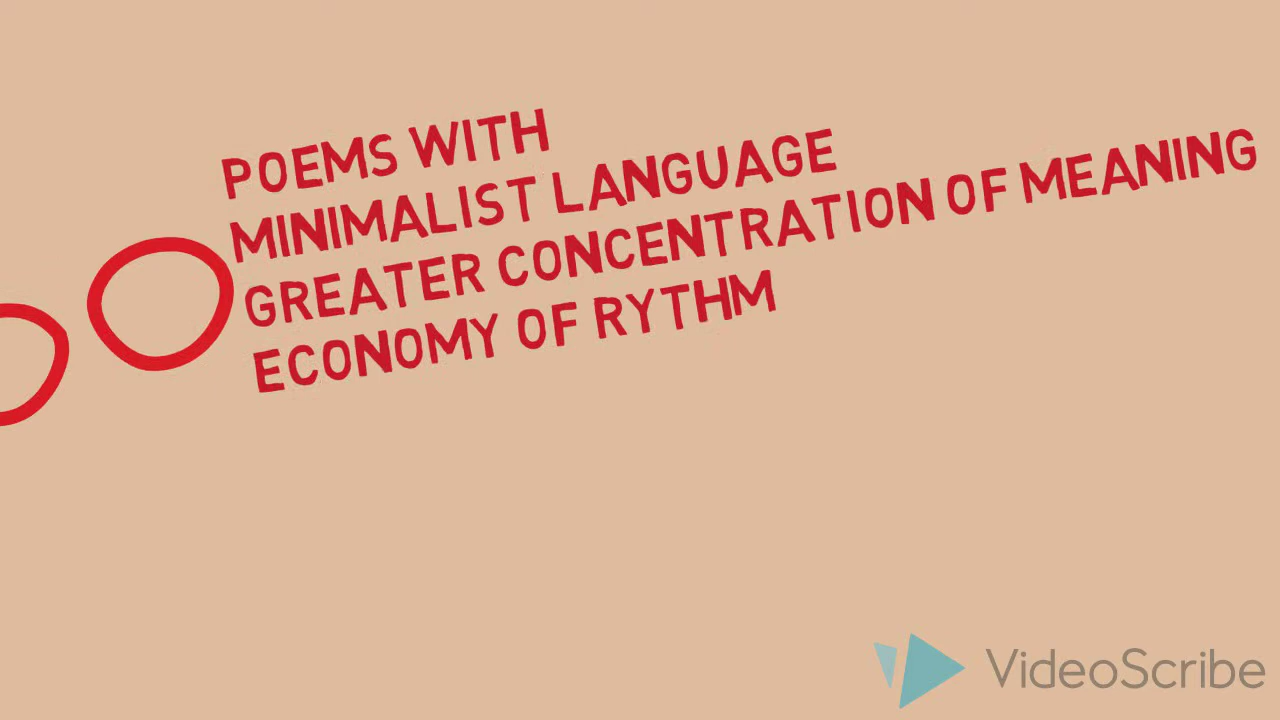 POEMS WITH
MINIMALIST LANGUAGE
GREATER CONCENTRATION OF MEANING
ECONOMY OF RYTHM
VideoScribe